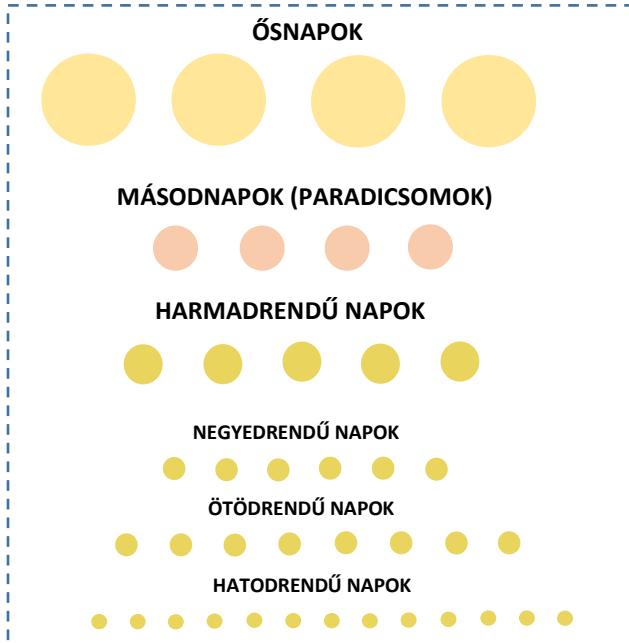 ŐSNAPOK
MÁSODNAPOK (PARADICSOMOK)
HARMADRENDŰ NAPOK
NEGYEDRENDŰ NAPOK
ÖTÖDRENDŰ NAPOK
HATODRENDŰ NAPOK